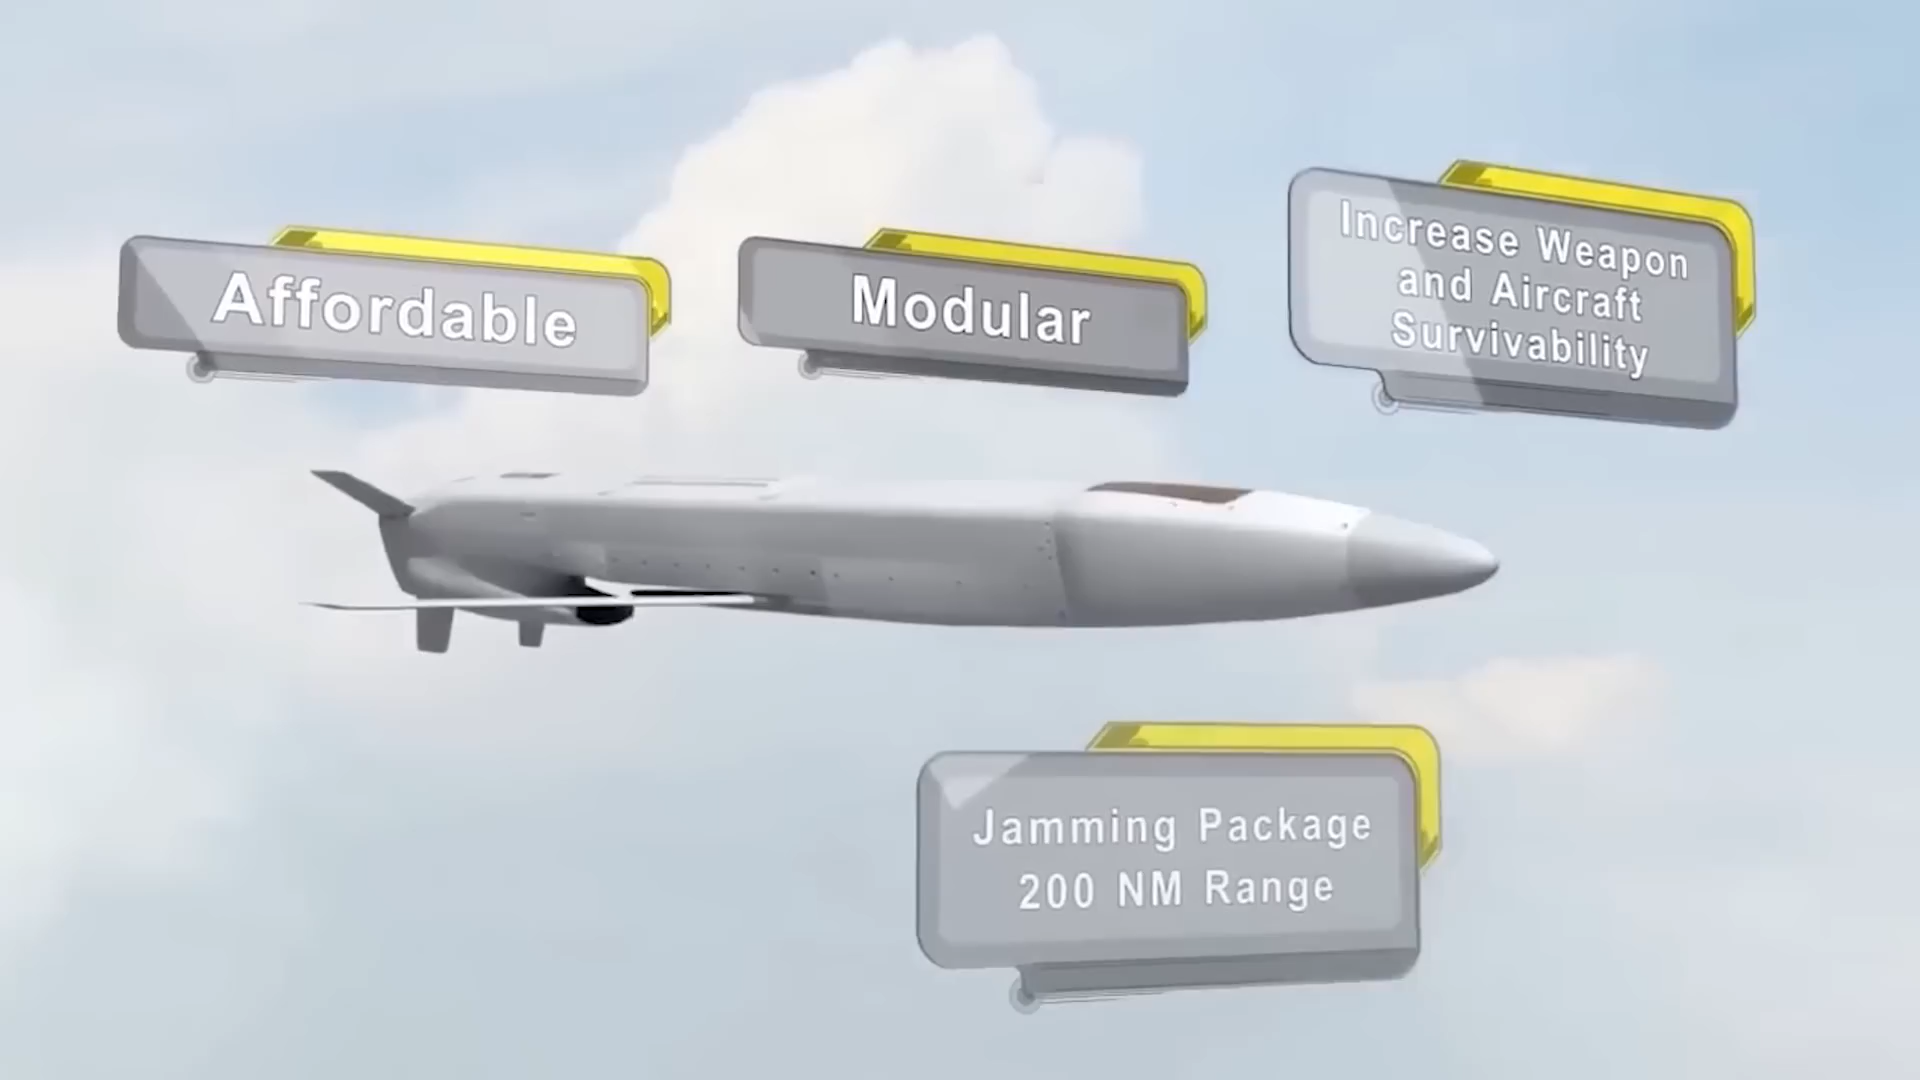 Affordable
Modular
Increase Weapon
and Aircraft
Survivability
Jamming Package
200 NM Range